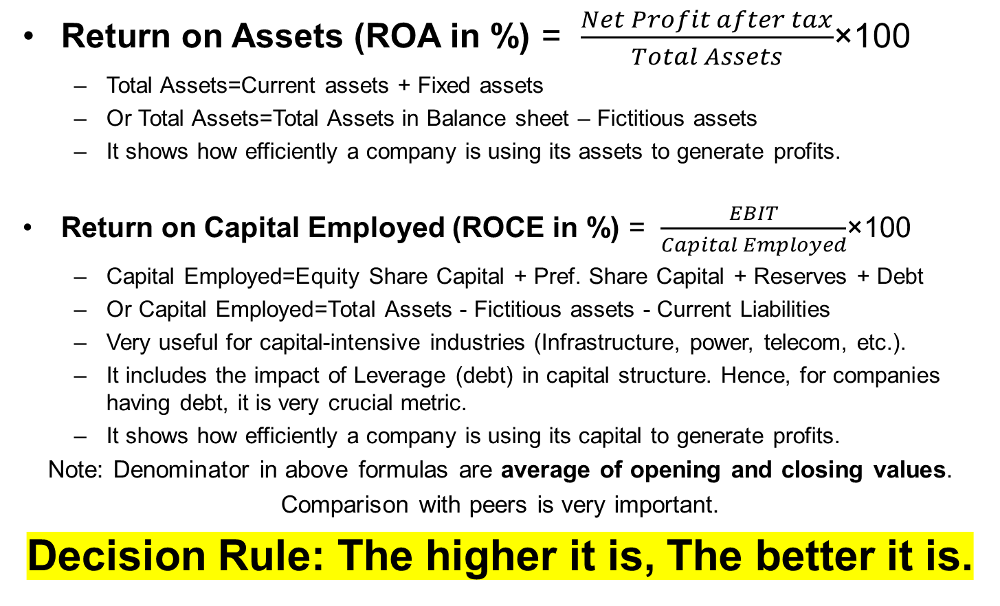 • Return on Assets (ROA in %) = Net Profit after tax / Total Assets ×100
– Total Assets=Current assets + Fixed assets
– Or Total Assets=Total Assets in Balance sheet – Fictitious assets
– It shows how efficiently a company is using its assets to generate profits.
• Return on Capital Employed (ROCE in %) = EBIT / Capital Employed ×100
– Capital Employed=Equity Share Capital + Pref. Share Capital + Reserves + Debt
– Or Capital Employed=Total Assets - Fictitious assets - Current Liabilities
– Very useful for capital-intensive industries (Infrastructure, power, telecom, etc.).
– It includes the impact of Leverage (debt) in capital structure. Hence, for companies
having debt, it is very crucial metric.
– It shows how efficiently a company is using its capital to generate profits.
Note: Denominator in above formulas are average of opening and closing values.
Comparison with peers is very important.
Decision Rule: The higher it is, The better it is.